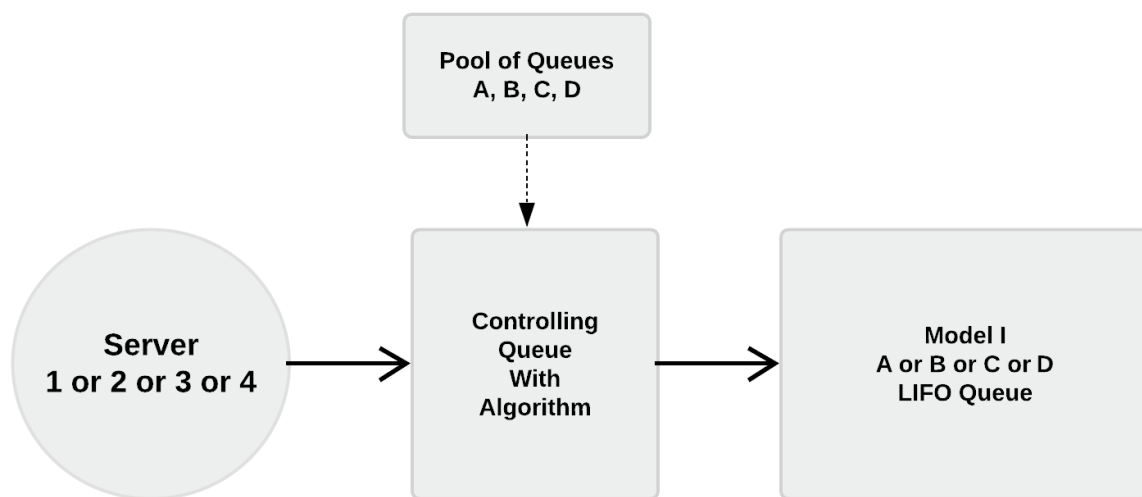 Pool of Queues
A, B, C, D
Server
1 or 2 or 3 or 4
Controlling
Queue
With
Algorithm
Model I
A or B or C or D
LIFO Queue